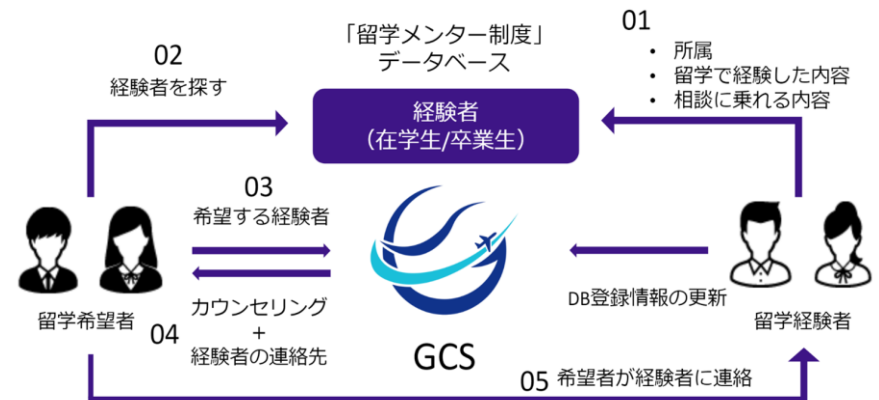 「留学メンター制度」
データベース
経験者
（在学生/卒業生）
01
• 所属
• 留学で経験した内容
• 相談に乗れる内容
02
経験者を探す
03
希望する経験者
カウンセリング
+
経験者の連絡先
04
留学希望者
GCS
DB登録情報の更新
留学経験者
05 希望者が経験者に連絡